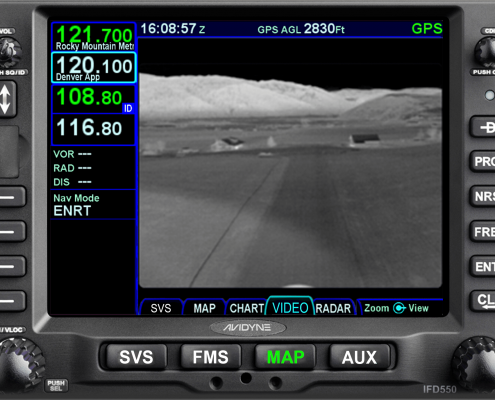 VOL
PUSH SQ/ID
121.700
Rocky Mountain Metr
120.100
Denver App
108.80
ID
116.80
VOR ---
RAD ---
DIS ---
Nav Mode
ENRT
16:08:57 Z
GPS AGL 2830Ft
GPS
SVS
MAP
CHART
VIDEO
RADAR
Zoom
View
PUSH
D
PRO
NRS
FRE
ENT
CL
AVIDYNE
/VLOC
PUSH
SEL
SVS
FMS
MAP
AUX
IFD550